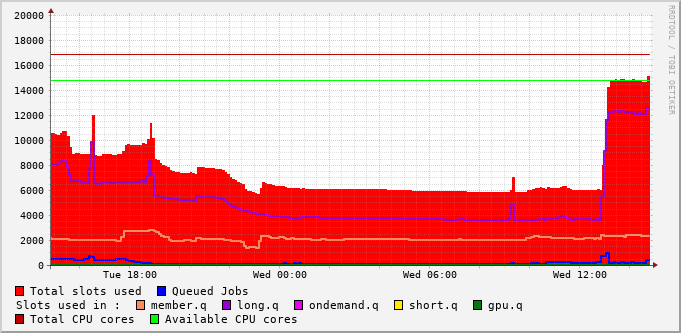 20000
18000
16000
14000
12000
10000
8000
6000
4000
2000
0
Tue 18:00 Wed 00:00 Wed 06:00 Wed 12:00
RRDTOOL / TOBI OETIKER
Total slots used Queued Jobs
Slots used in : member.q long.q ondemand.q short.q gpu.q
Total CPU cores Available CPU cores